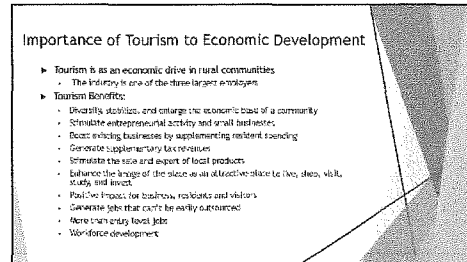 Importance of Tourism to Economic Development
▶ Tourism is as an economic drive in rural communities
• The industry is one of the three largest employers
▶ Tourism Benefits:
• Diversify, stabilize, and enlarge the economic base of a community
• Stimulate entrepreneurial activity and small businesses
• Boost existing businesses by supplementing resident spending
• Generate supplementary tax revenues
• Stimulate the sale and export of local products
• Enhance the image of the place as an attractive place to live, shop, visit,
study, and invest
• Positive impact for business, residents and visitors
• Generate jobs that can't be easily outsourced
• More than entry level jobs
• Workforce development